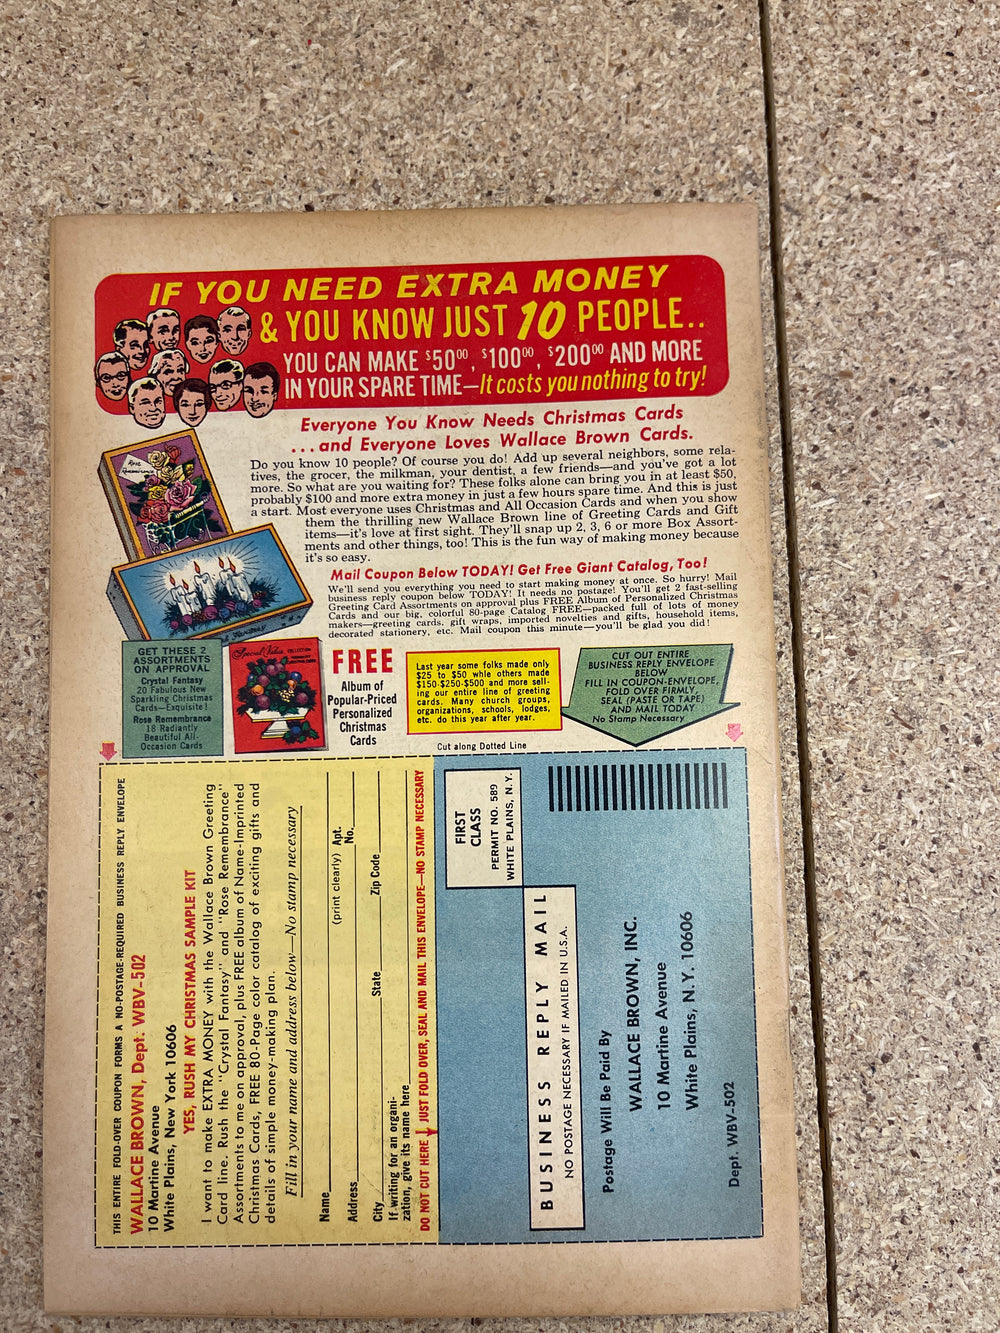 IF YOU NEED EXTRA MONEY
& YOU KNOW JUST 10 PEOPLE..
YOU CAN MAKE $50⁰⁰, $100⁰⁰, $200⁰⁰ AND MORE
IN YOUR SPARE TIME—It costs you nothing to try!
Everyone You Know Needs Christmas Cards
...and Everyone Loves Wallace Brown Cards.
Do you know 10 people? Of course you do! Add up several neighbors, some rela-
tives, the grocer, the milkman, your dentist, a few friends—and you've got a lot
more. So what are you waiting for? These folks alone can bring you in at least $50,
probably $100 and more extra money in just a few hours spare time. And this is just
a start. Most everyone uses Christmas and All Occasion Cards and when you show
them the thrilling new Wallace Brown line of Greeting Cards and Gift
items—it's love at first sight. They'll snap up 2, 3, 6 or more Box Assort-
ments and other things, too! This is the fun way of making money because
it's so easy.
Rose
Remembrance
Mail Coupon Below TODAY! Get Free Giant Catalog, Too!
We'll send you everything you need to start making money at once. So hurry! Mail
business reply coupon below TODAY! It needs no postage! You'll get 2 fast-selling
Greeting Card Assortments on approval plus FREE Album of Personalized Christmas
Cards and our big, colorful 80-page Catalog FREE—packed full of lots of money
makers—greeting cards, gift wraps, imported novelties and gifts, household items,
decorated stationery, etc. Mail coupon this minute—you'll be glad you did!
Fantasy
GET THESE 2
ASSORTMENTS
ON APPROVAL
Crystal Fantasy
20 Fabulous New
Sparkling Christmas
Cards—Exquisite!
Rose Remembrance
18 Radiantly
Beautiful All-
Occasion Cards
Special Value COLLECTION
FREE
Album of
Popular-Priced
Personalized
Christmas
Cards
Last year some folks made only
$25 to $50 while others made
$150-$250-$500 and more sell-
ing our entire line of greeting
cards. Many church groups,
organizations, schools, lodges,
etc. do this year after year.
CUT OUT ENTIRE
BUSINESS REPLY ENVELOPE
BELOW
FILL IN COUPON-ENVELOPE,
FOLD OVER FIRMLY,
SEAL (PASTE OR TAPE)
AND MAIL TODAY
No Stamp Necessary
Cut along Dotted Line
THIS ENTIRE FOLD-OVER COUPON FORMS A NO-POSTAGE-REQUIRED BUSINESS REPLY ENVELOPE
WALLACE BROWN, Dept. WBV-502
10 Martine Avenue
White Plains, New York 10606
YES, RUSH MY CHRISTMAS SAMPLE KIT
I want to make EXTRA MONEY with the Wallace Brown Greeting
Card line. Rush the "Crystal Fantasy" and "Rose Remembrance"
Assortments to me on approval, plus FREE album of Name-Imprinted
Christmas Cards, FREE 80-Page color catalog of exciting gifts and
details of simple money-making plan.
Fill in your name and address below—No stamp necessary
Name
(print clearly)
Address
Apt.
No.
City
State
Zip Code
If writing for an organi-
zation, give its name here
DO NOT CUT HERE JUST FOLD OVER, SEAL AND MAIL THIS ENVELOPE—NO STAMP NECESSARY
FIRST
CLASS
PERMIT NO. 589
WHITE PLAINS, N.Y.
BUSINESS REPLY MAIL
NO POSTAGE NECESSARY IF MAILED IN U.S.A.
Postage Will Be Paid By
WALLACE BROWN, INC.
10 Martine Avenue
White Plains, N.Y. 10606
Dept. WBV-502